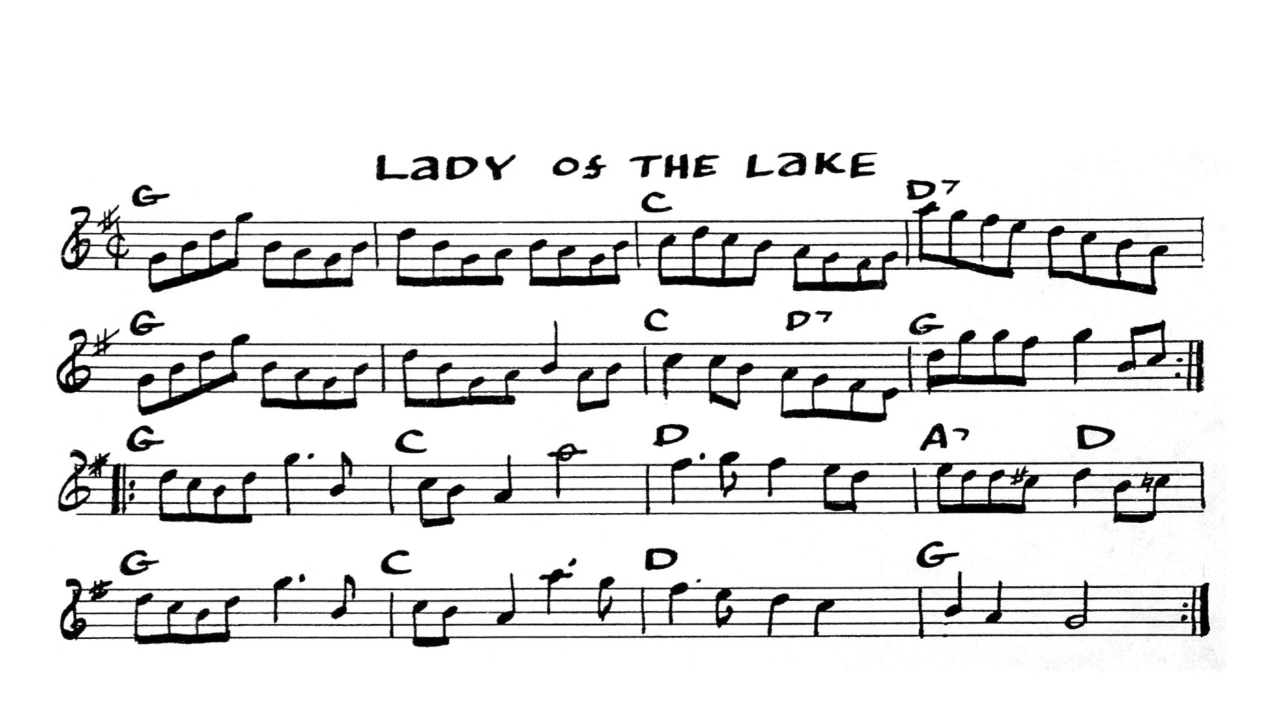 LaDY of THE LaKE
G C D7
G C D7 G
G C D A7 D
G C D G